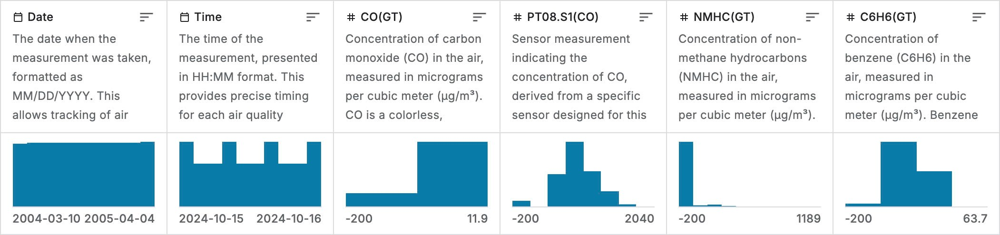 Date
The date when the
measurement was taken,
formatted as
MM/DD/YYYY. This
allows tracking of air
2004-03-10 2005-04-04
Time
The time of the
measurement, presented
in HH:MM format. This
provides precise timing
for each air quality
2024-10-15 2024-10-16
CO(GT)
Concentration of carbon
monoxide (CO) in the air,
measured in micrograms
per cubic meter (µg/m³).
CO is a colorless,
-200 11.9
PT08.S1(CO)
Sensor measurement
indicating the
concentration of CO,
derived from a specific
sensor designed for this
-200 2040
NMHC(GT)
Concentration of non-
methane hydrocarbons
(NMHC) in the air,
measured in micrograms
per cubic meter (µg/m³).
-200 1189
C6H6(GT)
Concentration of
benzene (C6H6) in the
air, measured in
micrograms per cubic
meter (µg/m³). Benzene
-200 63.7